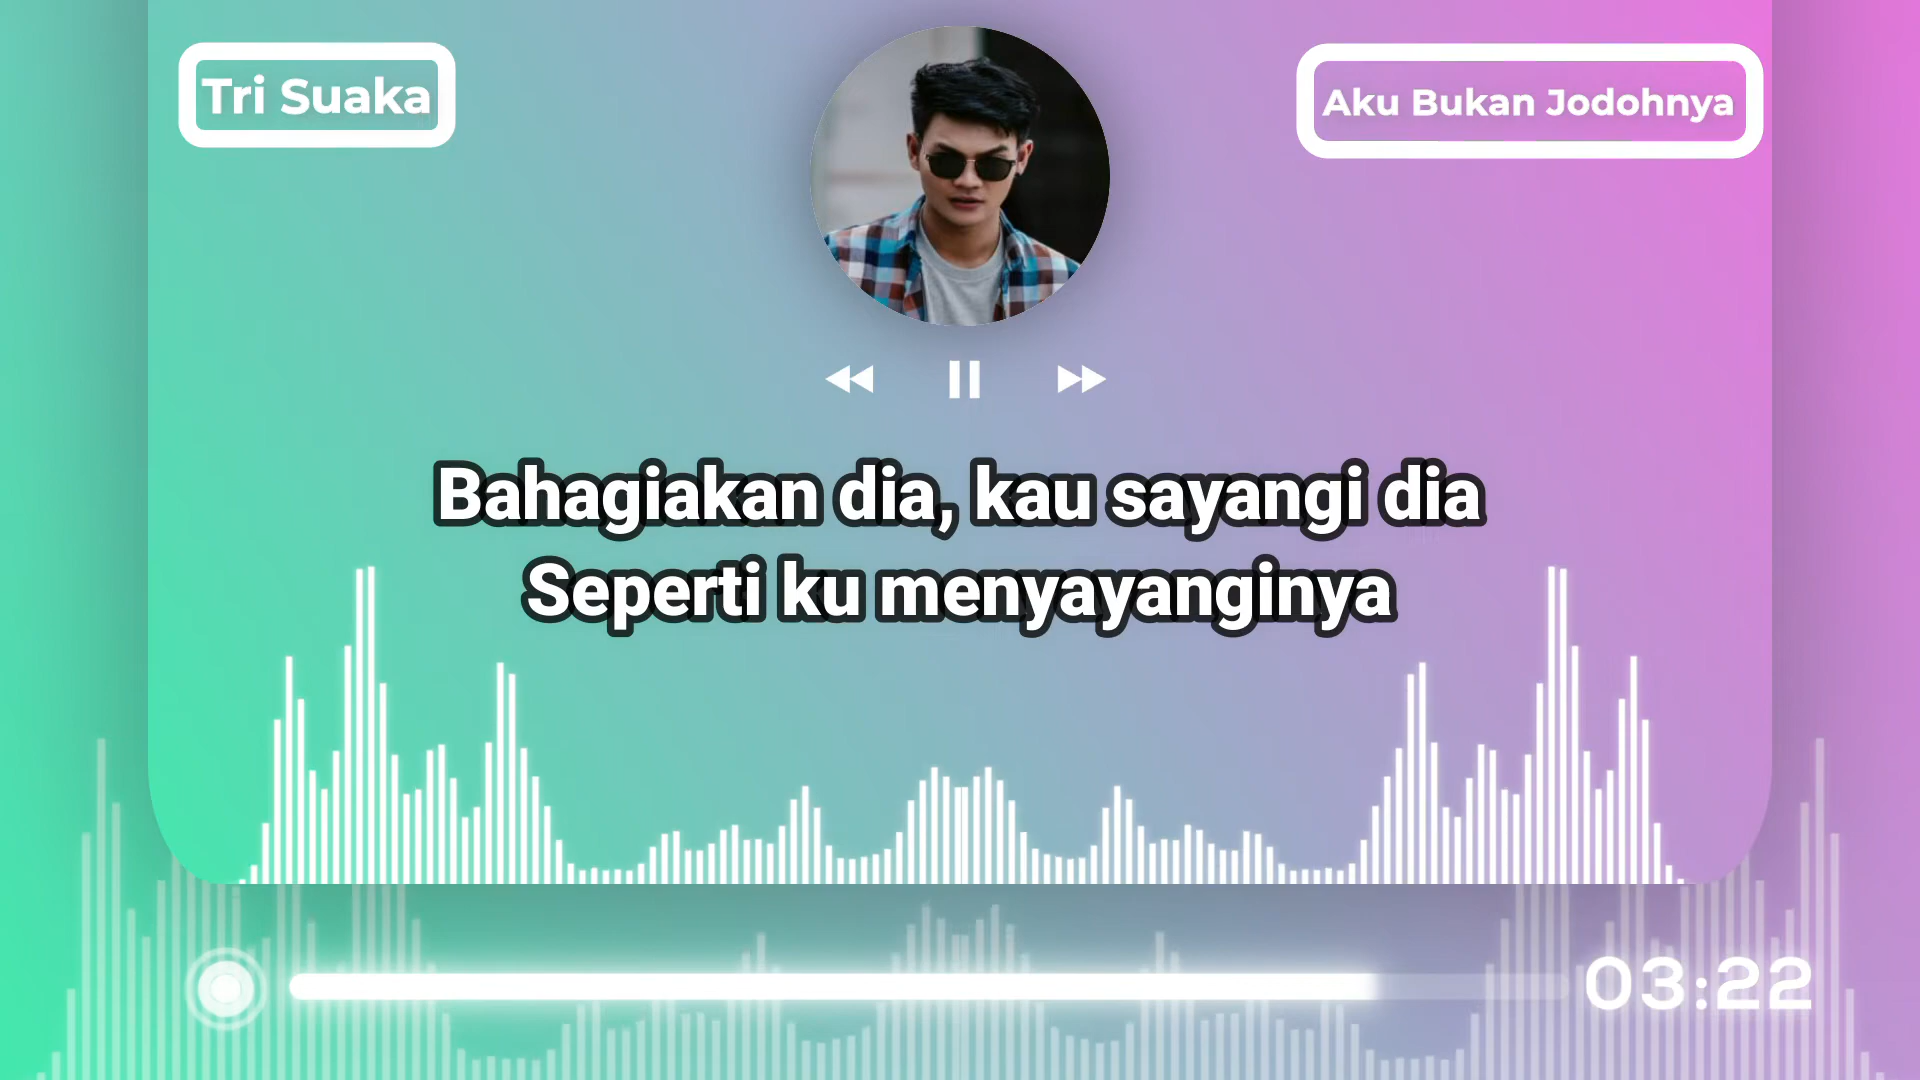 Tri Suaka
Aku Bukan Jodohnya
Bahagiakan dia, kau sayangi dia
Seperti ku menyayanginya
03:22